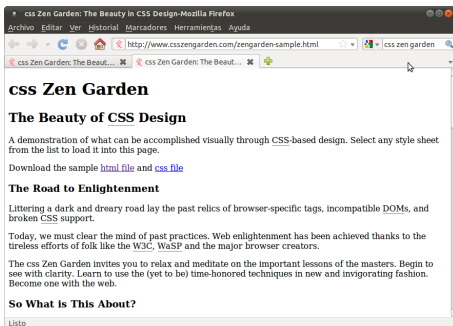 css Zen Garden: The Beauty in CSS Design-Mozilla Firefox
Archivo Editar Ver Historial Marcadores Herramientas Ayuda
http://www.csszengarden.com/zengarden-sample.html
css zen garden
css Zen Garden: The Beaut...
css Zen Garden: The Beaut...
css Zen Garden
The Beauty of CSS Design
A demonstration of what can be accomplished visually through CSS-based design. Select any style sheet
from the list to load it into this page.
Download the sample html file and css file
The Road to Enlightenment
Littering a dark and dreary road lay the past relics of browser-specific tags, incompatible DOMs, and
broken CSS support.
Today, we must clear the mind of past practices. Web enlightenment has been achieved thanks to the
tireless efforts of folk like the W3C, WaSP and the major browser creators.
The css Zen Garden invites you to relax and meditate on the important lessons of the masters. Begin to
see with clarity. Learn to use the (yet to be) time-honored techniques in new and invigorating fashion.
Become one with the web.
So What is This About?
Listo